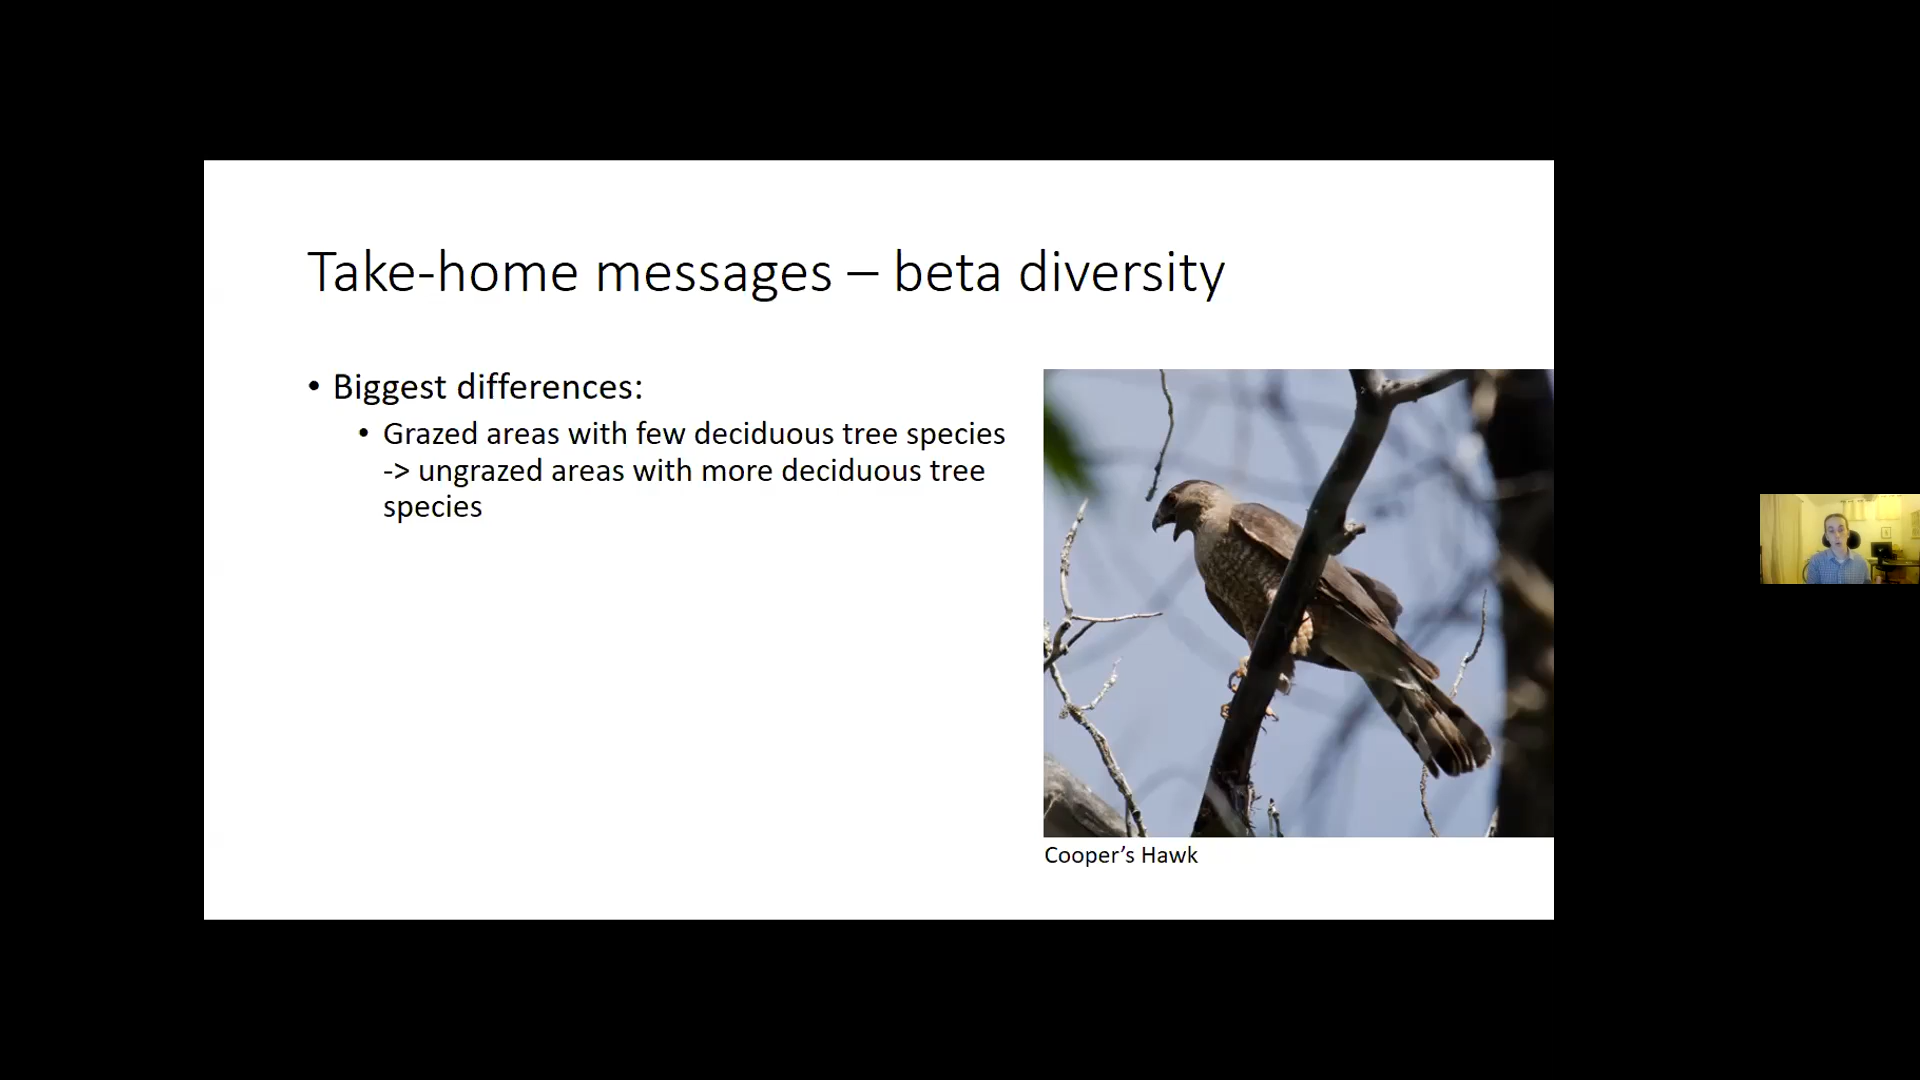 Take-home messages – beta diversity
• Biggest differences:
• Grazed areas with few deciduous tree species
-> ungrazed areas with more deciduous tree
species
Cooper’s Hawk